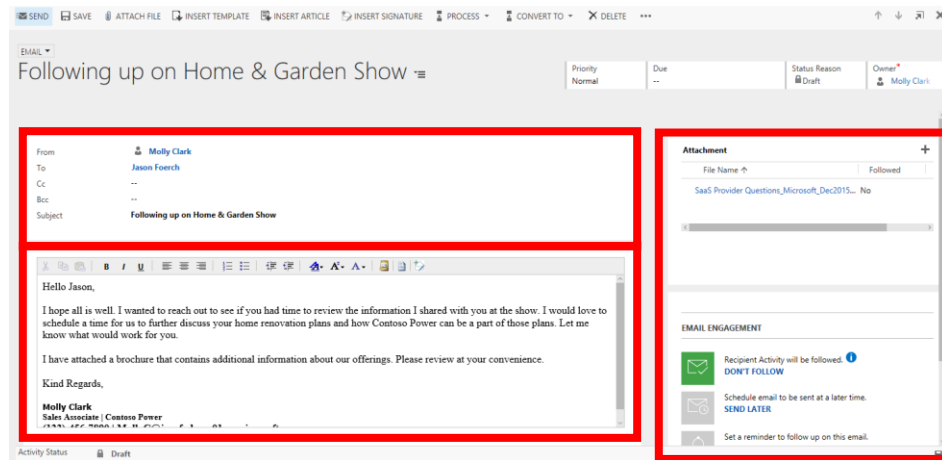 SEND SAVE ATTACH FILE INSERT TEMPLATE INSERT ARTICLE INSERT SIGNATURE PROCESS CONVERT TO DELETE •••
EMAIL
Following up on Home & Garden Show
Priority Due Status Reason Owner*
Normal -- Draft Molly Clark
From Molly Clark
To Jason Foerch
Cc --
Bcc --
Subject Following up on Home & Garden Show
B I U
Hello Jason,
I hope all is well. I wanted to reach out to see if you had time to review the information I shared with you at the show. I would love to
schedule a time for us to further discuss your home renovation plans and how Contoso Power can be a part of those plans. Let me
know what would work for you.
I have attached a brochure that contains additional information about our offerings. Please review at your convenience.
Kind Regards,
Molly Clark
Sales Associate | Contoso Power
Attachment +
File Name Followed
SaaS Provider Questions_Microsoft_Dec2015... No
EMAIL ENGAGEMENT
Recipient Activity will be followed.
DON'T FOLLOW
Schedule email to be sent at a later time.
SEND LATER
Set a reminder to follow up on this email.
Activity Status Draft